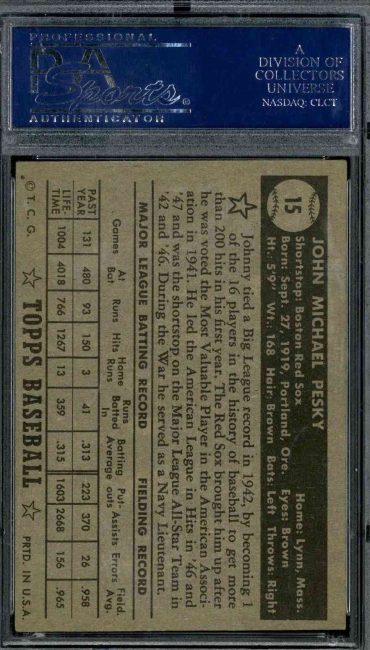 PROFESSIONAL
PSA
Sports
AUTHENTICATOR
A
DIVISION OF
COLLECTORS
UNIVERSE
NASDAQ: CLCT
15
JOHN MICHAEL PESKY
Shortstop: Boston Red Sox Home: Lynn, Mass.
Born: Sept. 27, 1919, Portland, Ore. Eyes: Brown
Ht.: 5'9" Wt.: 168 Hair: Brown Bats: Left Throws: Right
Johnny tied a Big League record in 1942, by becoming 1
of the 16 players in the history of baseball to get more
than 200 hits in his first year. The Red Sox brought him up after
he was voted the Most Valuable Player in the American Associ-
ation in 1941. He led the American League in Hits in '46 and
'47 and was the shortstop on the Major League All-Star Team in
'42 and '46. During the War he served as a Navy Lieutenant.
MAJOR LEAGUE BATTING RECORD FIELDING RECORD
Games At Bat Runs Hits Home Runs Runs Batted In Batting Average Put outs Assists Errors Field. Avg.
PAST YEAR 131 480 93 150 3 41 .313 223 370 26 .958
LIFE-TIME 1004 4018 766 1267 13 359 .315 1603 2668 156 .965
© T. C. G. TOPPS BASEBALL PRTD. IN U.S.A.